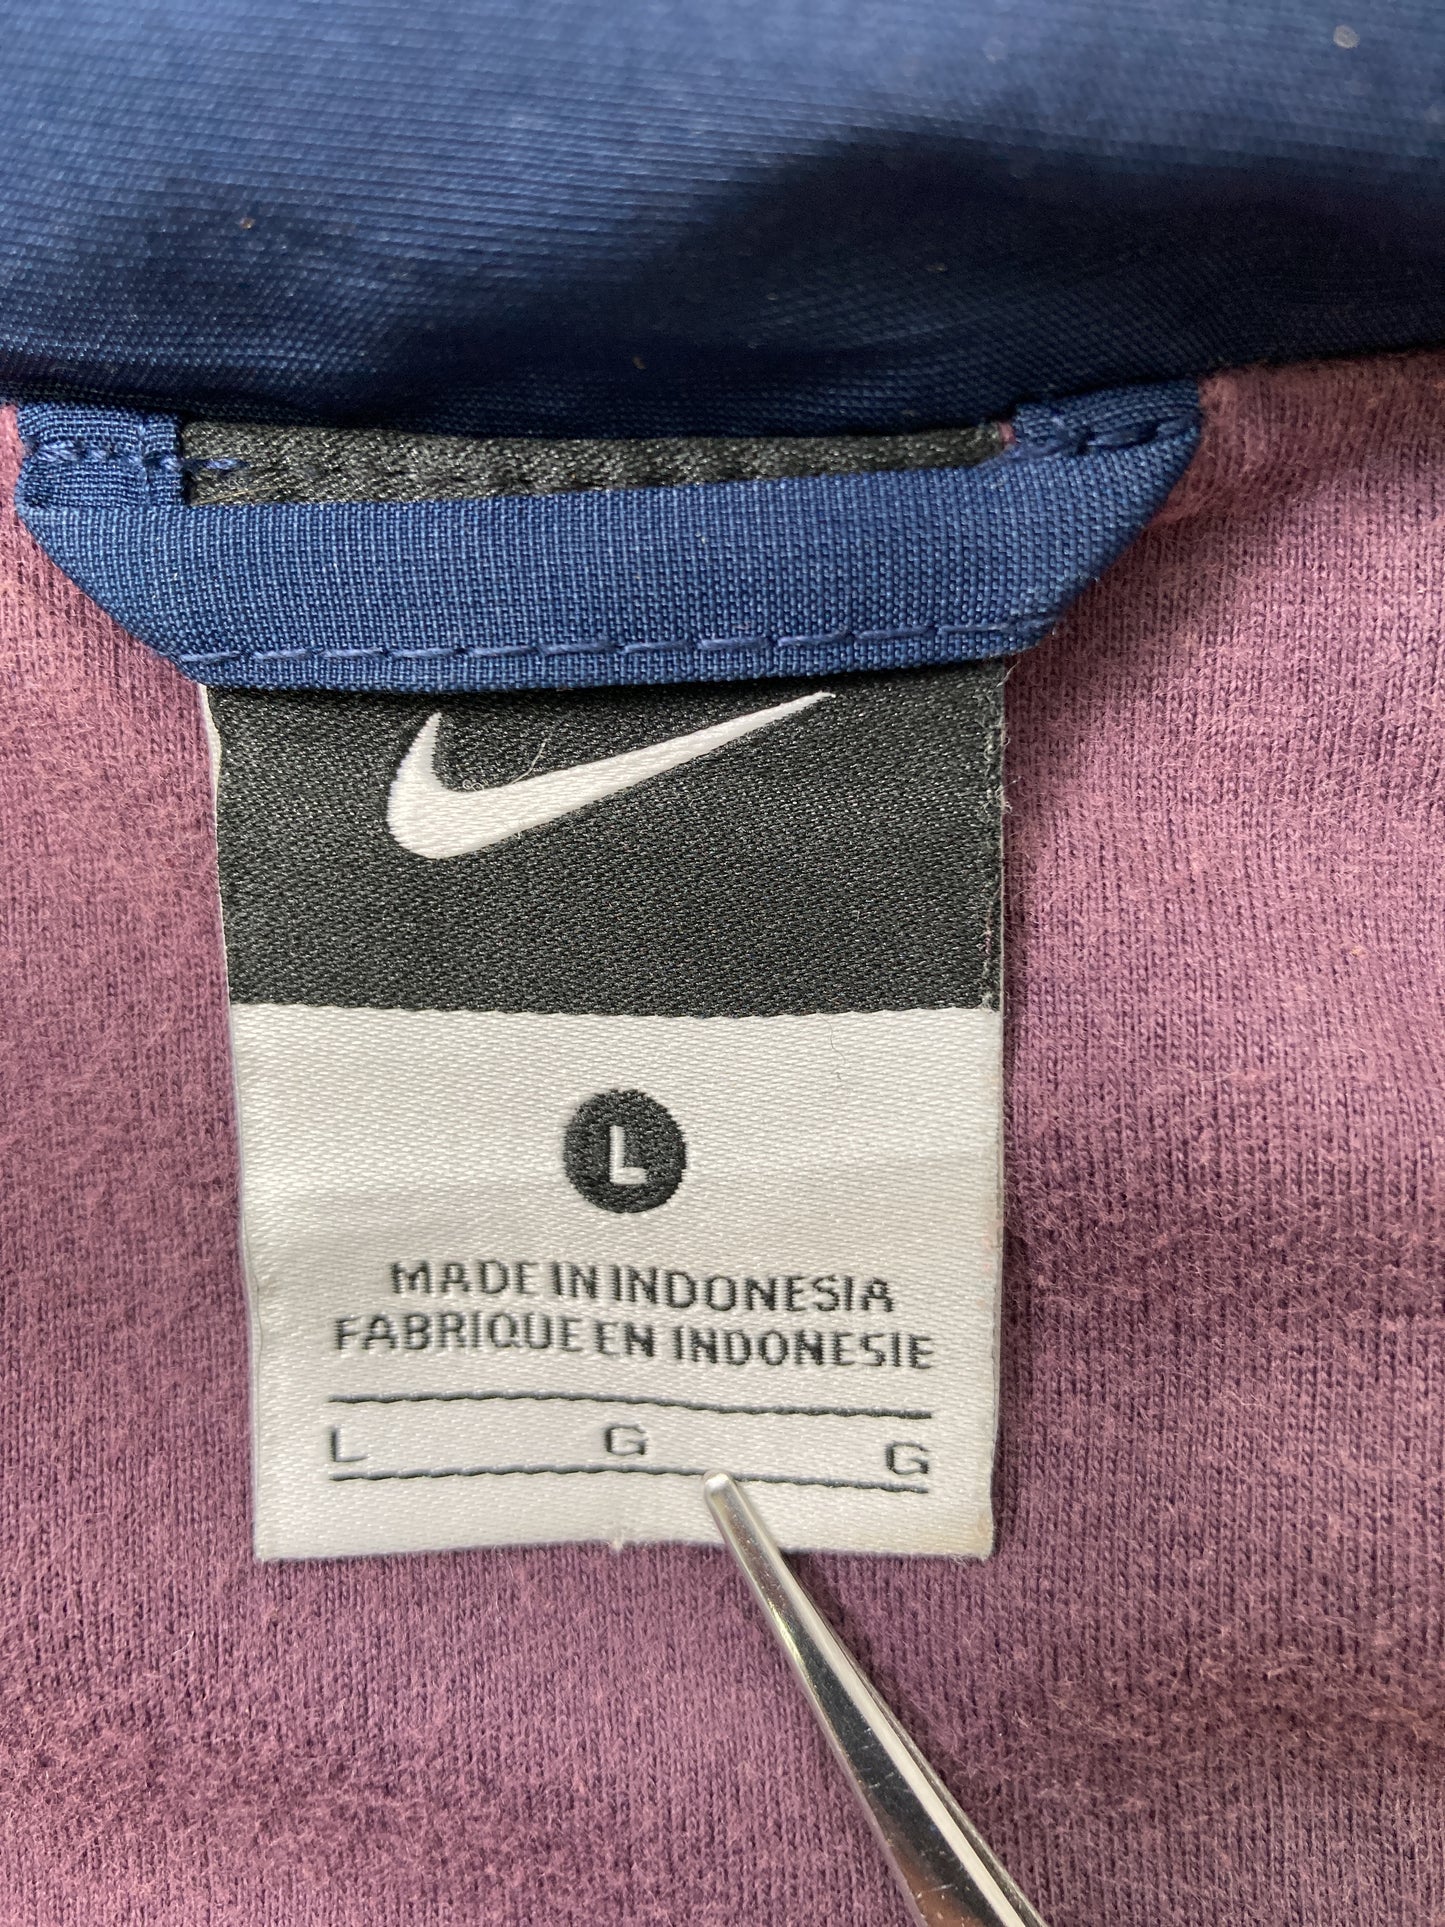 L
MADE IN INDONESIA
FABRIQUE EN INDONESIE
L G G